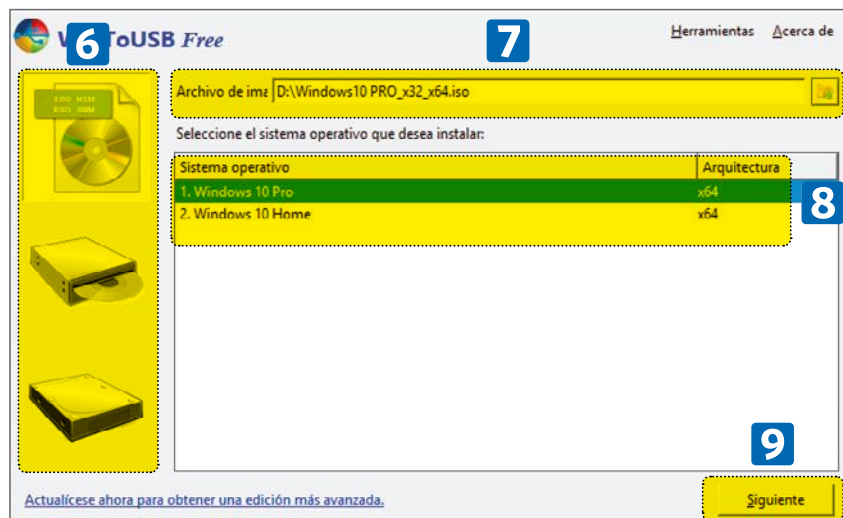 6
ToUSB Free
7
Herramientas Acerca de
Archivo de ima D:\Windows10 PRO_x32_x64.iso
Seleccione el sistema operativo que desea instalar:
Sistema operativo Arquitectura
1. Windows 10 Pro x64
8
2. Windows 10 Home x64
9
Actualícese ahora para obtener una edición más avanzada.
Siguiente